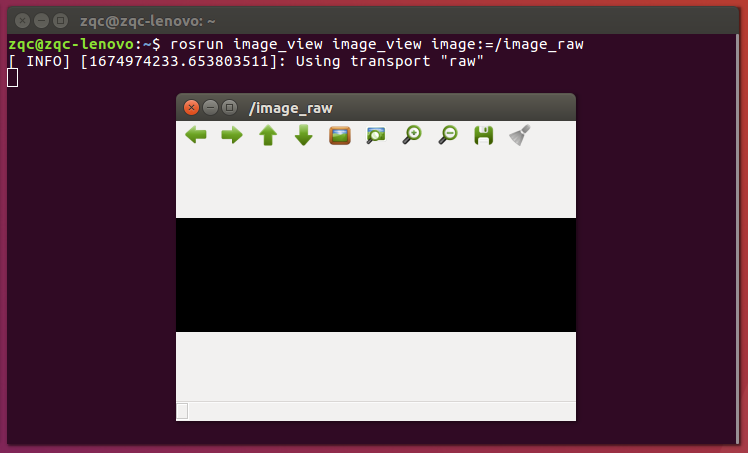 zqc@zqc-lenovo: ~
zqc@zqc-lenovo:~$ rosrun image_view image_view image:=/image_raw
[ INFO] [1674974233.653803511]: Using transport "raw"
/image_raw